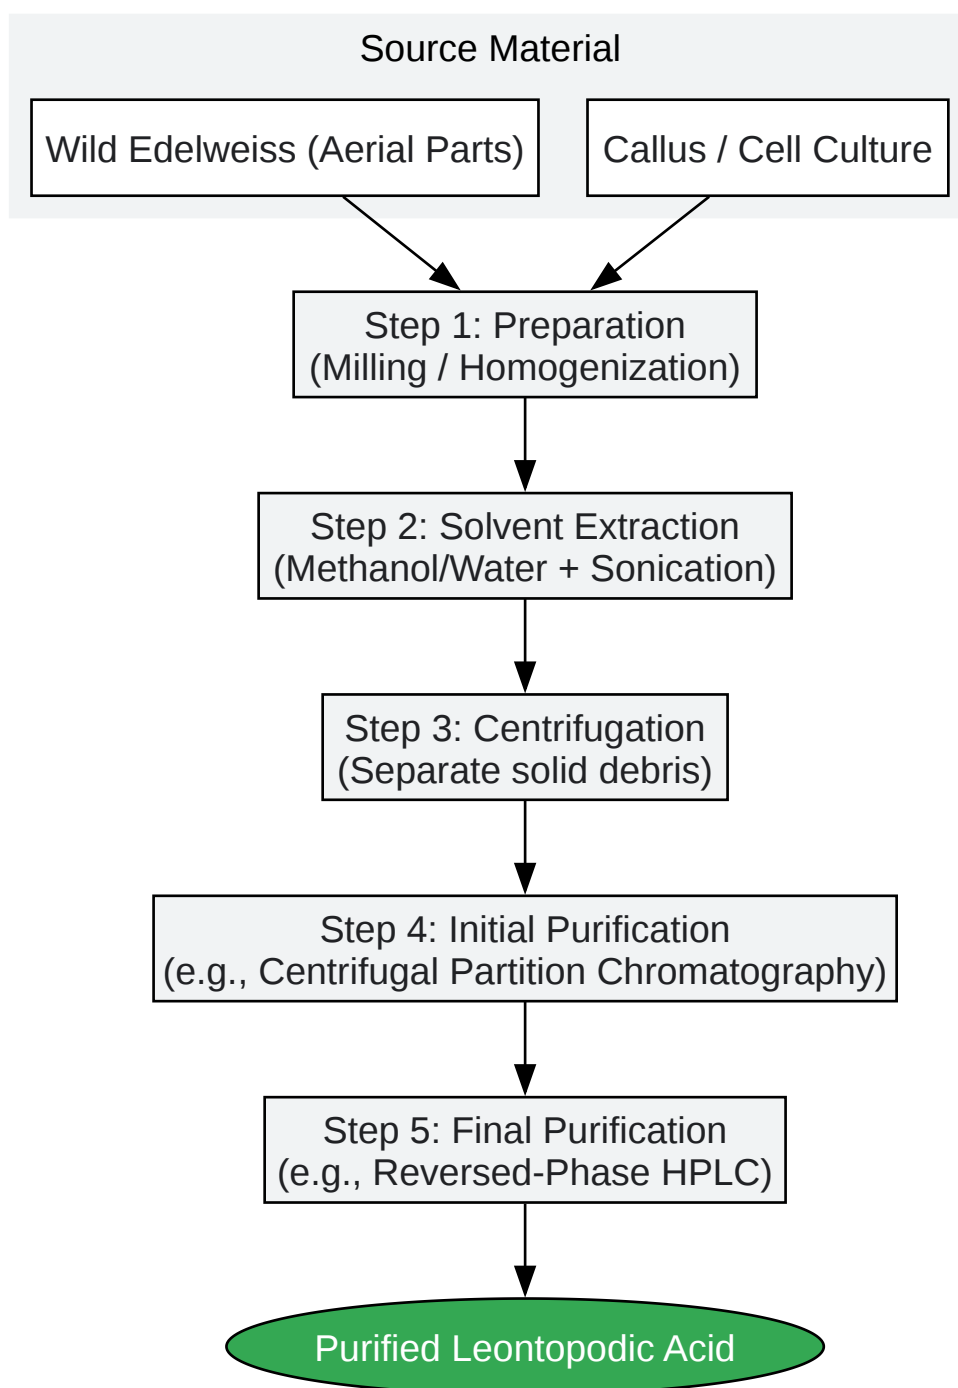 Source Material
Wild Edelweiss (Aerial Parts)
Callus / Cell Culture
Step 1: Preparation
(Milling / Homogenization)
Step 2: Solvent Extraction
(Methanol/Water + Sonication)
Step 3: Centrifugation
(Separate solid debris)
Step 4: Initial Purification
(e.g., Centrifugal Partition Chromatography)
Step 5: Final Purification
(e.g., Reversed-Phase HPLC)
Purified Leontopodic Acid